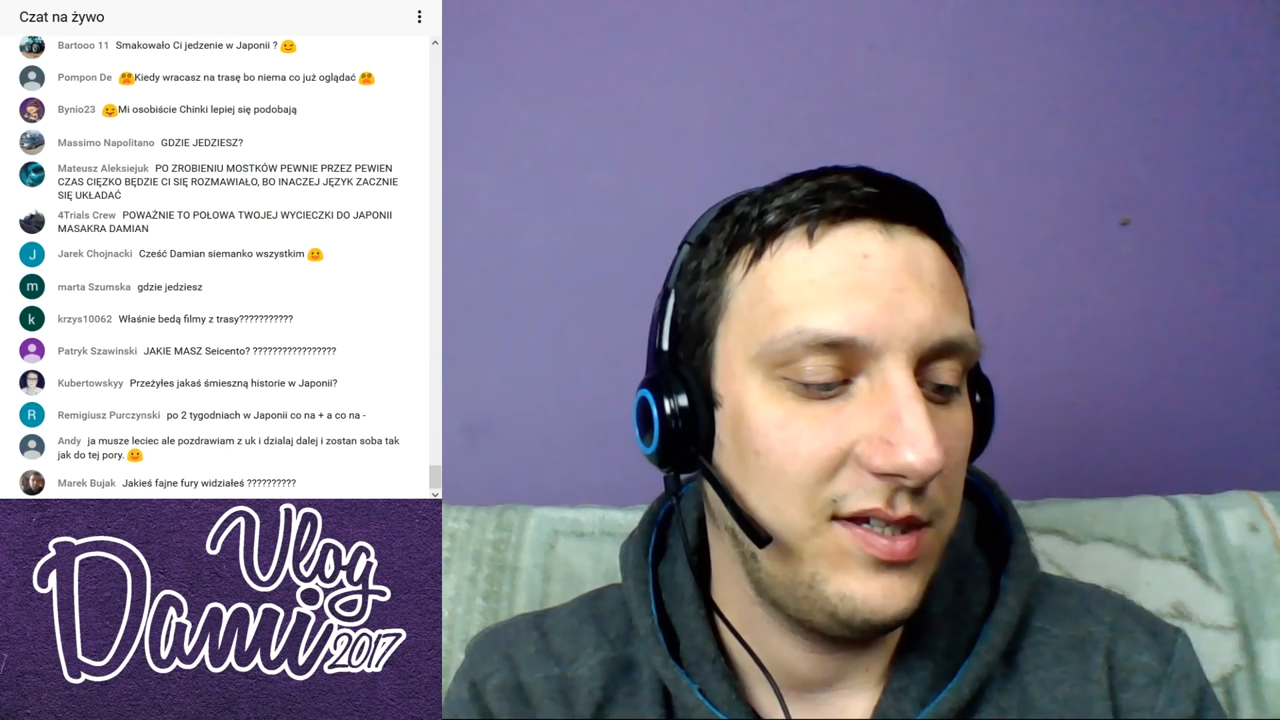 Czat na żywo
Bartooo 11 Smakowało Ci jedzenie w Japonii ?
Pompon De Kiedy wracasz na trasę bo niema co już oglądać
Bynio23 Mi osobiście Chinki lepiej się podobają
Massimo Napolitano GDZIE JEDZIESZ?
Mateusz Aleksiejuk PO ZROBIENIU MOSTKÓW PEWNIE PRZEZ PEWIEN
CZAS CIĘZKO BĘDZIE CI SIĘ ROZMAWIAŁO, BO INACZEJ JĘZYK ZACZNIE
SIĘ UKŁADAĆ
4Trials Crew POWAŻNIE TO POŁOWA TWOJEJ WYCIECZKI DO JAPONII
MASAKRA DAMIAN
J Jarek Chojnacki Cześć Damian siemanko wszystkim
m marta Szumska gdzie jedziesz
k krzys10062 Właśnie bedą filmy z trasy???????????
Patryk Szawinski JAKIE MASZ Seicento? ?????????????????
Kubertowskyy Przeżyłes jakaś śmieszną historie w Japonii?
R Remigiusz Purczynski po 2 tygodniach w Japonii co na + a co na -
Andy ja musze leciec ale pozdrawiam z uk i dzialaj dalej i zostan soba tak
jak do tej pory.
Marek Bujak Jakieś fajne fury widziałeś ??????????
Vlog
Dami
2017